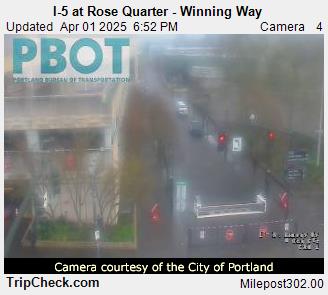 I-5 at Rose Quarter - Winning Way
Updated Apr 01 2025 6:52 PM Camera 4
PBOT
PORTLAND BUREAU OF TRANSPORTATION
Camera courtesy of the City of Portland
TripCheck.com Milepost302.00